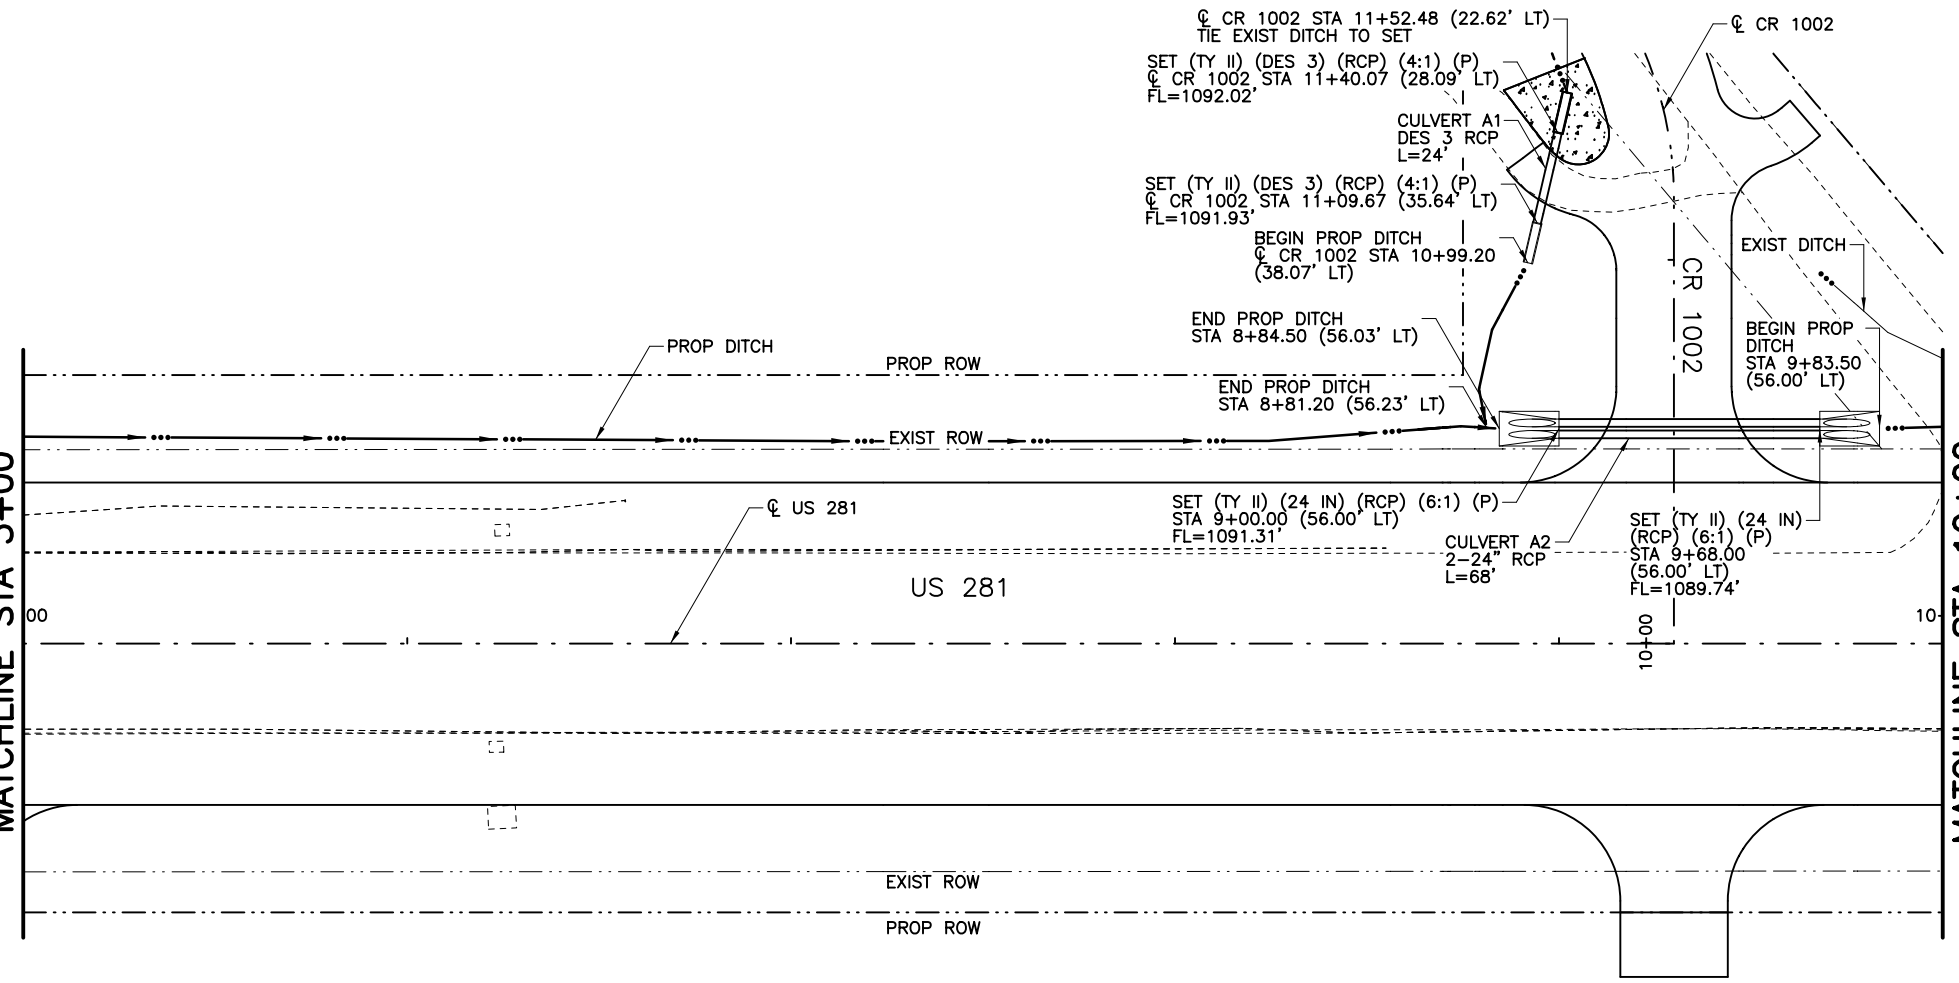 ℄ CR 1002 STA 11+52.48 (22.62' LT)
TIE EXIST DITCH TO SET
℄ CR 1002
SET (TY II) (DES 3) (RCP) (4:1) (P)
℄ CR 1002 STA 11+40.07 (28.09' LT)
FL=1092.02'
CULVERT A1
DES 3 RCP
L=24'
SET (TY II) (DES 3) (RCP) (4:1) (P)
℄ CR 1002 STA 11+09.67 (35.64' LT)
FL=1091.93'
BEGIN PROP DITCH
℄ CR 1002 STA 10+99.20
(38.07' LT)
EXIST DITCH
CR 1002
END PROP DITCH
STA 8+84.50 (56.03' LT)
BEGIN PROP
DITCH
STA 9+83.50
(56.00' LT)
PROP DITCH
PROP ROW
END PROP DITCH
STA 8+81.20 (56.23' LT)
EXIST ROW
SET (TY II) (24 IN) (RCP) (6:1) (P)
STA 9+00.00 (56.00' LT)
FL=1091.31'
℄ US 281
CULVERT A2
2-24" RCP
L=68'
SET (TY II) (24 IN)
(RCP) (6:1) (P)
STA 9+68.00
(56.00' LT)
FL=1089.74'
US 281
00
10+00
10
EXIST ROW
PROP ROW
MATCHLINE STA 5+00
MATCHLINE STA 10+00